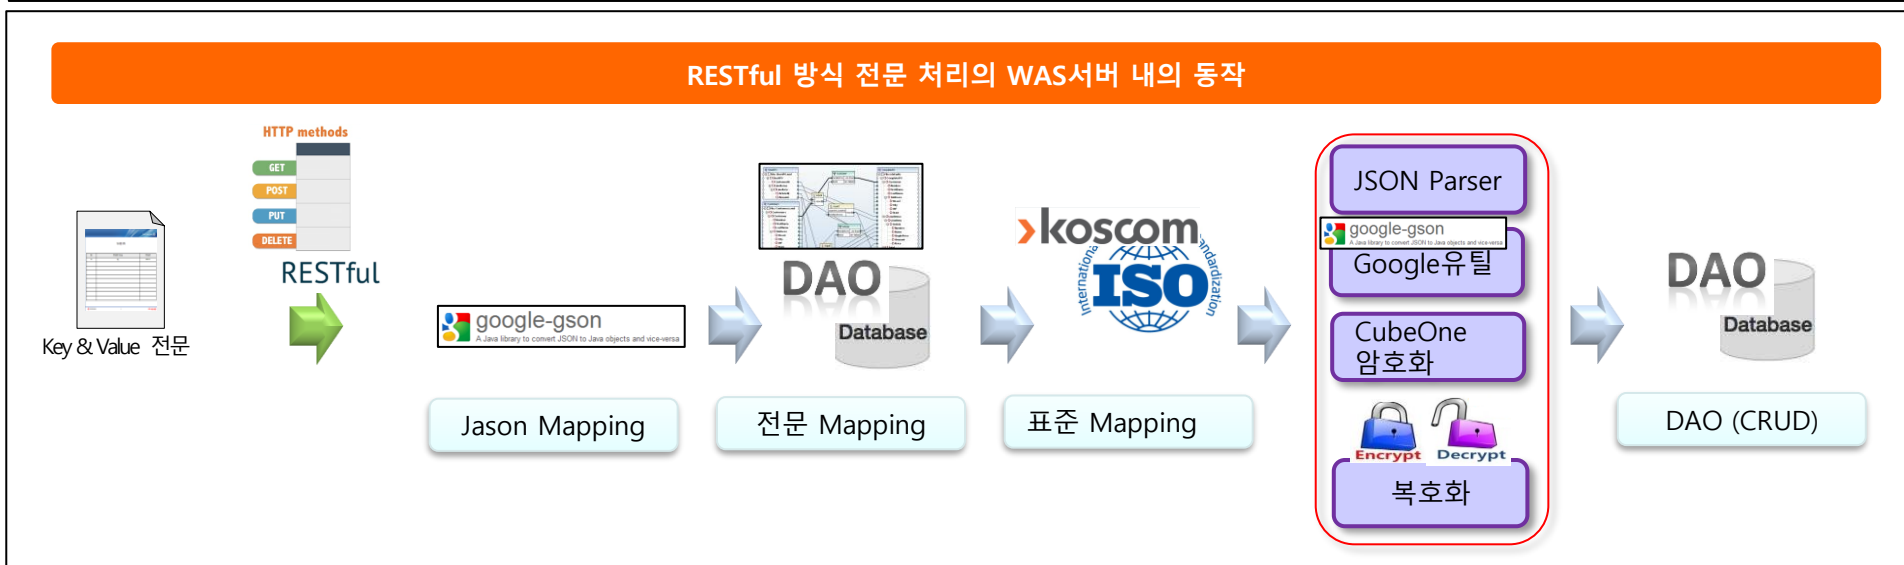 RESTful 방식 전문 처리의 WAS서버 내의 동작
HTTP methods
GET
POST
PUT
DELETE
RESTful
Key & Value 전문
google-gson
A Java library to convert JSON to Java objects and vice-versa
Jason Mapping
DAO
Database
전문 Mapping
koscom
International
ISO
표준 Mapping
JSON Parser
google-gson
A Java library to convert JSON to Java objects and vice-versa
Google유틸
CubeOne
암호화
Encrypt Decrypt
복호화
DAO
Database
DAO (CRUD)